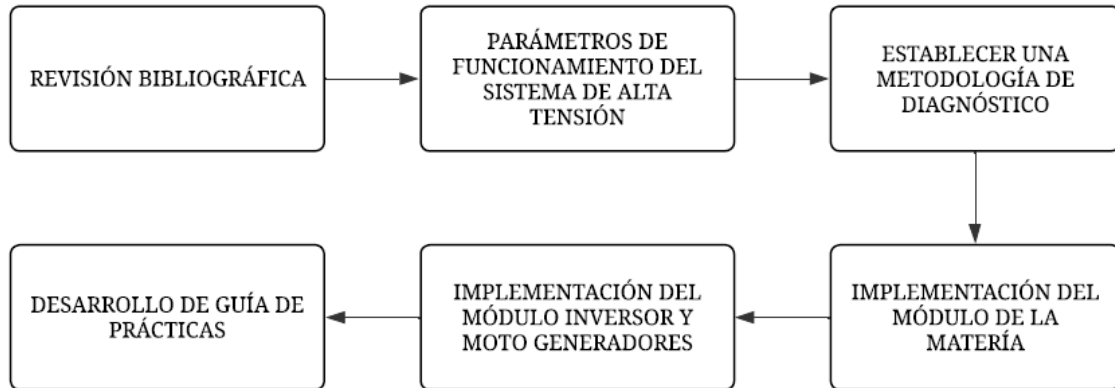 REVISIÓN BIBLIOGRÁFICA
PARÁMETROS DE
FUNCIONAMIENTO DEL
SISTEMA DE ALTA
TENSIÓN
ESTABLECER UNA
METODOLOGÍA DE
DIAGNÓSTICO
IMPLEMENTACIÓN DEL
MÓDULO DE LA
MATERÍA
IMPLEMENTACIÓN DEL
MÓDULO INVERSOR Y
MOTO GENERADORES
DESARROLLO DE GUÍA DE
PRÁCTICAS